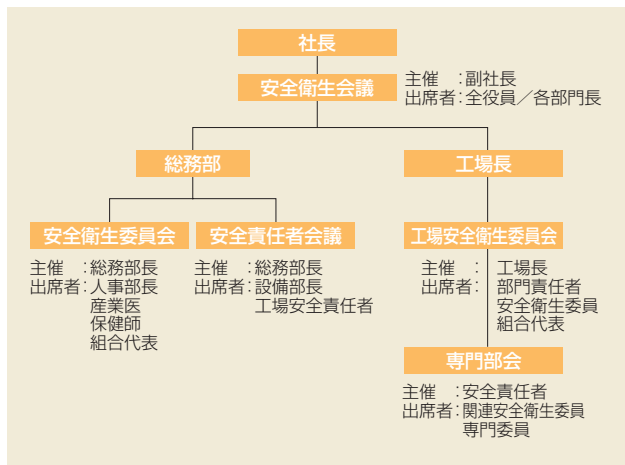 社長
安全衛生会議
主催　：副社長
出席者：全役員／各部門長
総務部
工場長
安全衛生委員会
主催　：総務部長
出席者：人事部長
産業医
保健師
組合代表
安全責任者会議
主催　：総務部長
出席者：設備部長
工場安全責任者
工場安全衛生委員会
主催　：　工場長
出席者：　部門責任者
安全衛生委員
組合代表
専門部会
主催　：安全責任者
出席者：関連安全衛生委員
専門委員